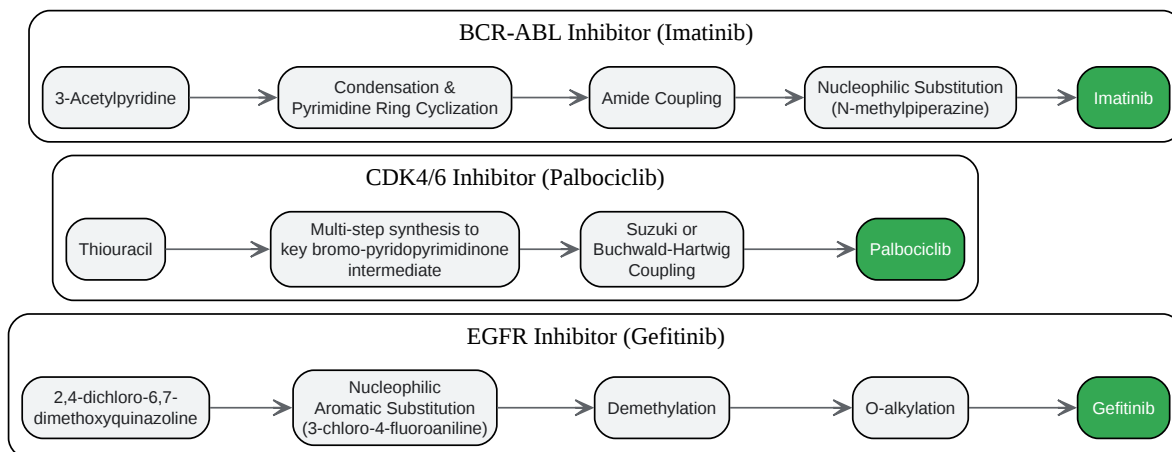 BCR-ABL Inhibitor (Imatinib)
3-Acetylpyridine
Condensation &
Pyrimidine Ring Cyclization
Amide Coupling
Nucleophilic Substitution
(N-methylpiperazine)
Imatinib
CDK4/6 Inhibitor (Palbociclib)
Thiouracil
Multi-step synthesis to
key bromo-pyridopyrimidinone
intermediate
Suzuki or
Buchwald-Hartwig
Coupling
Palbociclib
EGFR Inhibitor (Gefitinib)
2,4-dichloro-6,7-
dimethoxyquinazoline
Nucleophilic
Aromatic Substitution
(3-chloro-4-fluoroaniline)
Demethylation
O-alkylation
Gefitinib